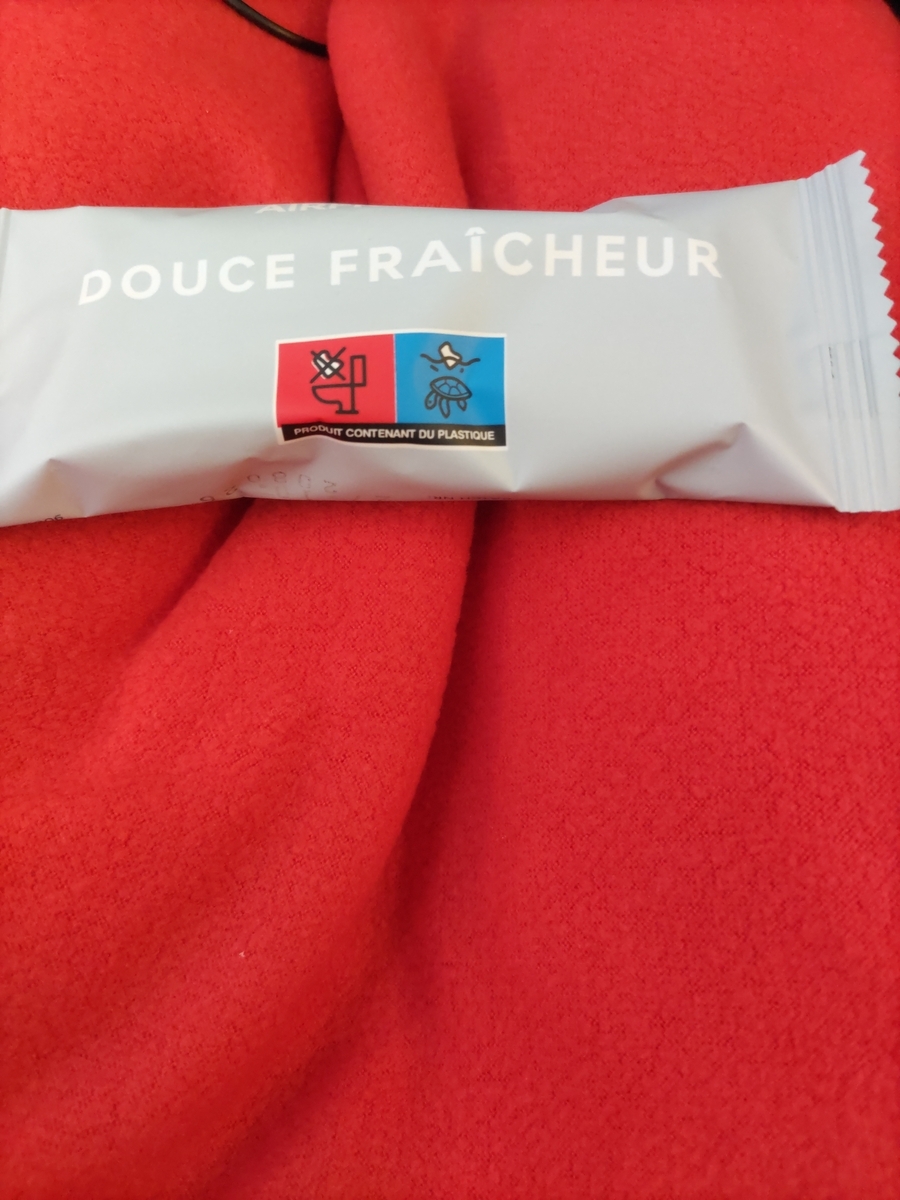 DOUCE FRAÎCHEUR
PRODUIT CONTENANT DU PLASTIQUE